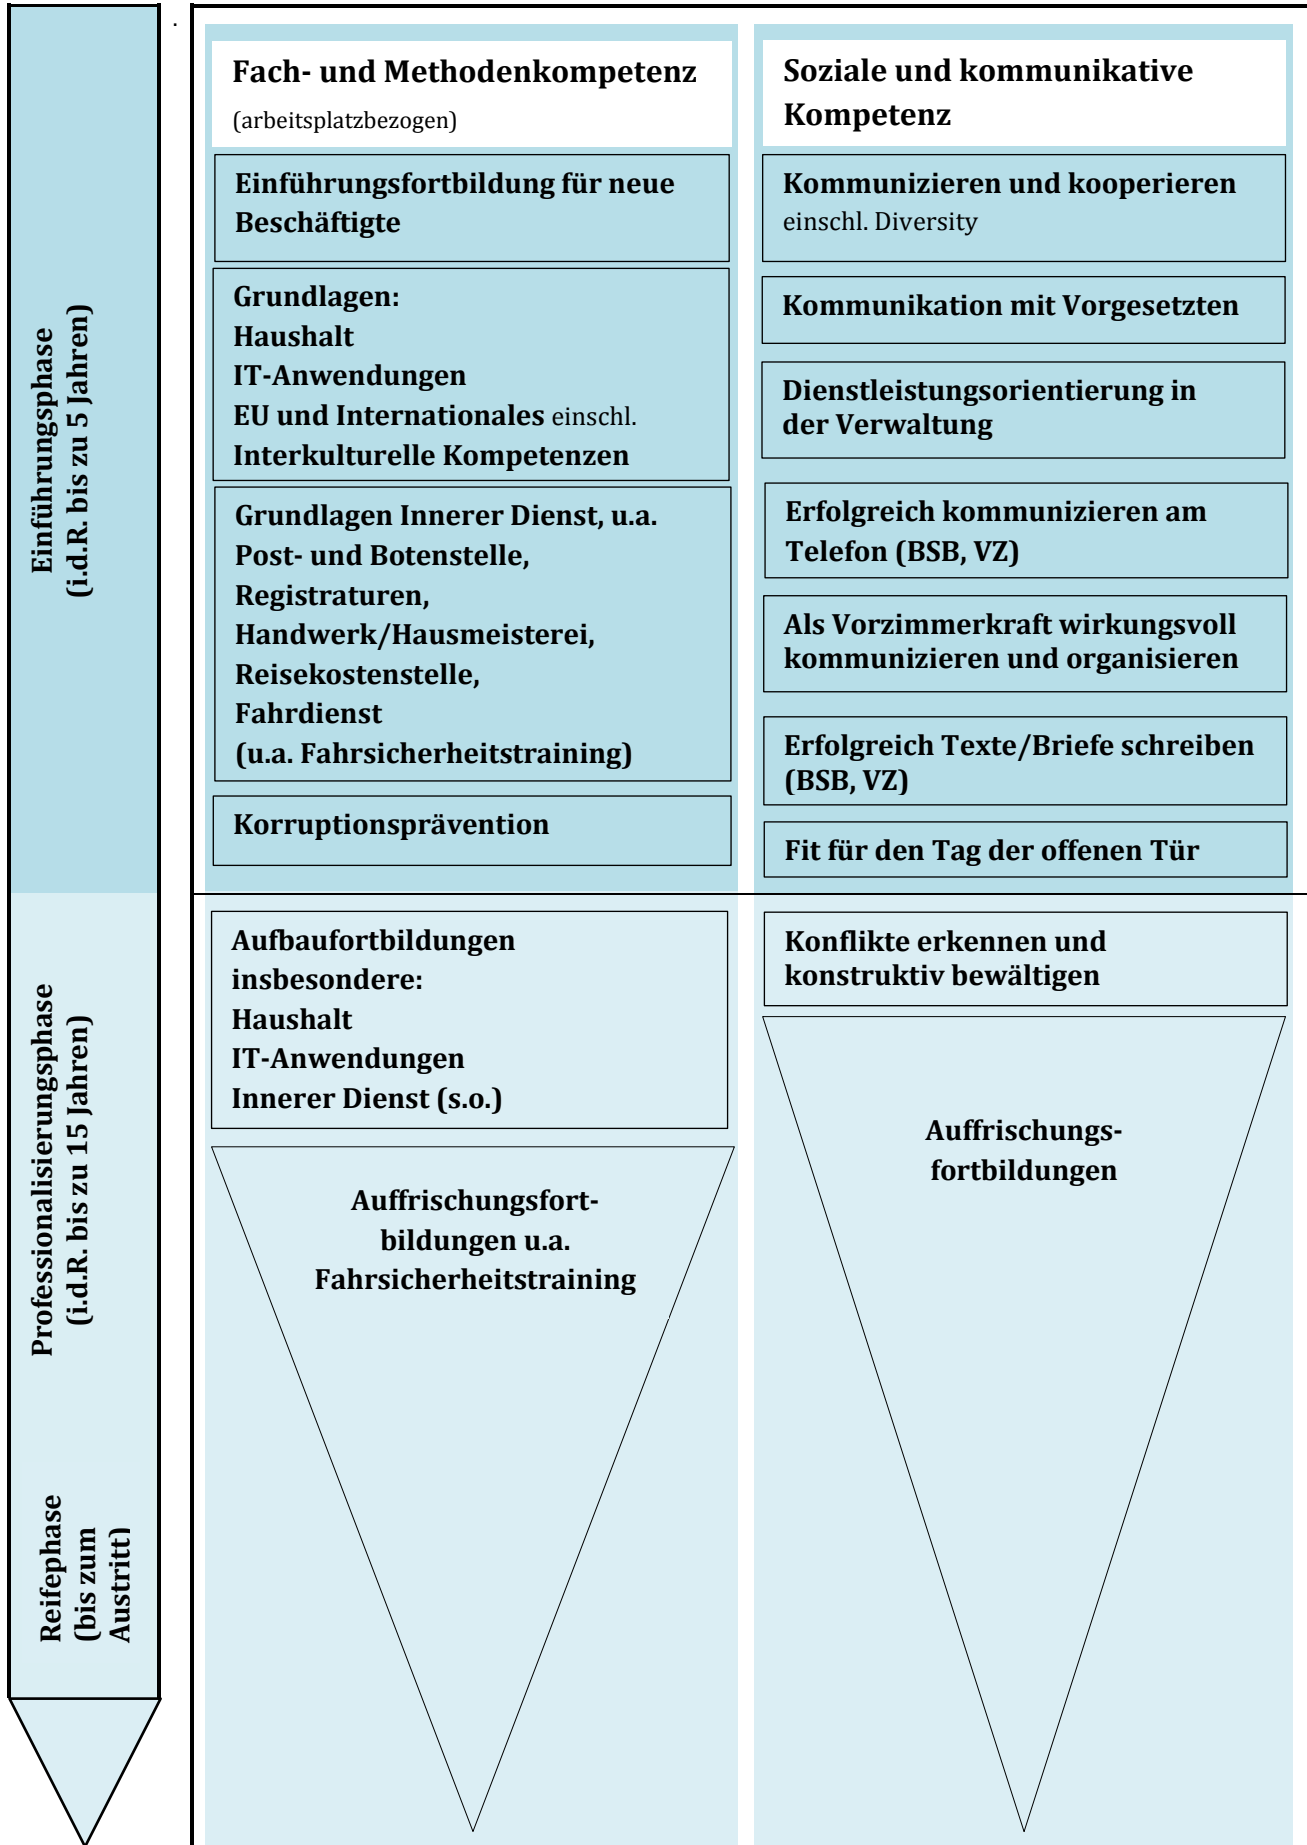 .
Einführungsphase
(i.d.R. bis zu 5 Jahren)
Professionalisierungsphase
(i.d.R. bis zu 15 Jahren)
Reifephase
(bis zum
Austritt)
Fach- und Methodenkompetenz
(arbeitsplatzbezogen)
Einführungsfortbildung für neue
Beschäftigte
Grundlagen:
Haushalt
IT-Anwendungen
EU und Internationales einschl.
Interkulturelle Kompetenzen
Grundlagen Innerer Dienst, u.a.
Post- und Botenstelle,
Registraturen,
Handwerk/Hausmeisterei,
Reisekostenstelle,
Fahrdienst
(u.a. Fahrsicherheitstraining)
Korruptionsprävention
Aufbaufortbildungen
insbesondere:
Haushalt
IT-Anwendungen
Innerer Dienst (s.o.)
Auffrischungsfort-
bildungen u.a.
Fahrsicherheitstraining
Soziale und kommunikative
Kompetenz
Kommunizieren und kooperieren
einschl. Diversity
Kommunikation mit Vorgesetzten
Dienstleistungsorientierung in
der Verwaltung
Erfolgreich kommunizieren am
Telefon (BSB, VZ)
Als Vorzimmerkraft wirkungsvoll
kommunizieren und organisieren
Erfolgreich Texte/Briefe schreiben
(BSB, VZ)
Fit für den Tag der offenen Tür
Konflikte erkennen und
konstruktiv bewältigen
Auffrischungs-
fortbildungen